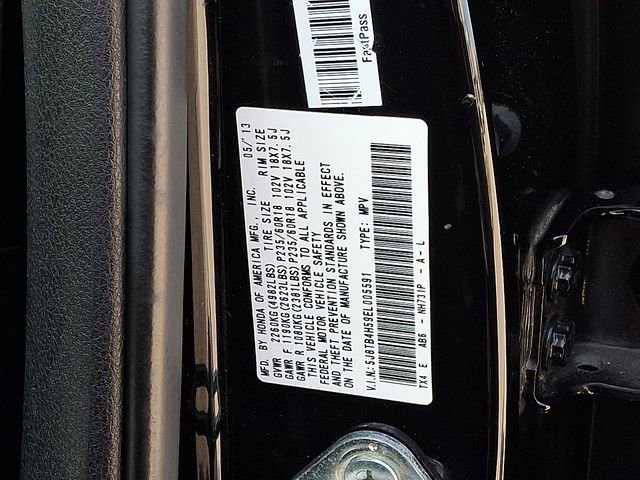 FastPass
MFD. BY HONDA OF AMERICA MFG., INC. 05/'13
GVWR 2260KG(4982LBS) TIRE SIZE RIM SIZE
GAWR F 1190KG(2623LBS) P235/60R18 102V 18X7.5J
GAWR R 1080KG(2381LBS) P235/60R18 102V 18X7.5J
THIS VEHICLE CONFORMS TO ALL APPLICABLE
FEDERAL MOTOR VEHICLE SAFETY
AND THEFT PREVENTION STANDARDS IN EFFECT
ON THE DATE OF MANUFACTURE SHOWN ABOVE.
V.I.N.: 5J8TB4H59EL005591 TYPE: MPV
TX4 E AB6 - NH731P - A - L